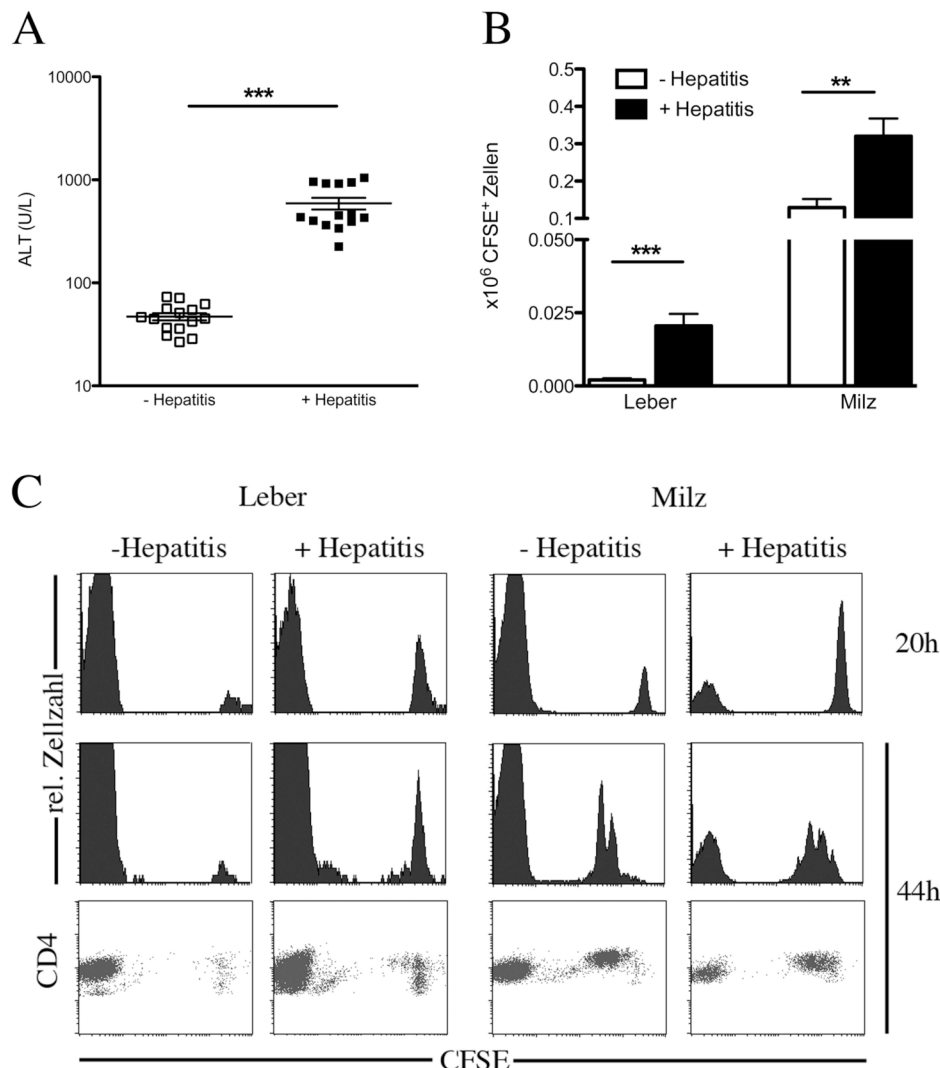 A
10000
1000
100
10
ALT (U/L)
***
- Hepatitis
+ Hepatitis
B
0.5
0.4
0.3
0.2
0.1
0.050
0.025
0.000
x10⁶ CFSE⁺ Zellen
- Hepatitis
+ Hepatitis
***
**
Leber
Milz
C
Leber
Milz
-Hepatitis
+ Hepatitis
- Hepatitis
+ Hepatitis
rel. Zellzahl
20h
44h
CD4
CFSE